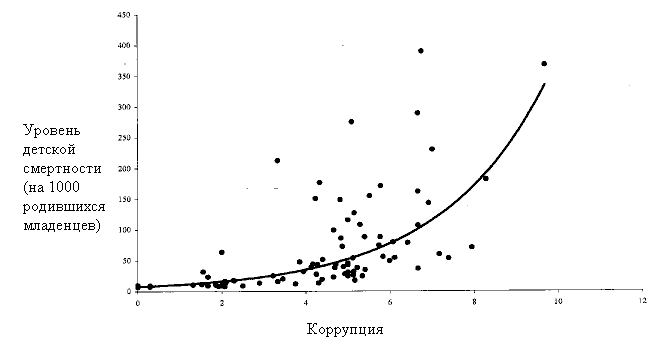 450
400
350
300
250
200
150
100
50
0
Уровень
детской
смертности
(на 1000
родившихся
младенцев)
0 2 4 6 8 10 12
Коррупция